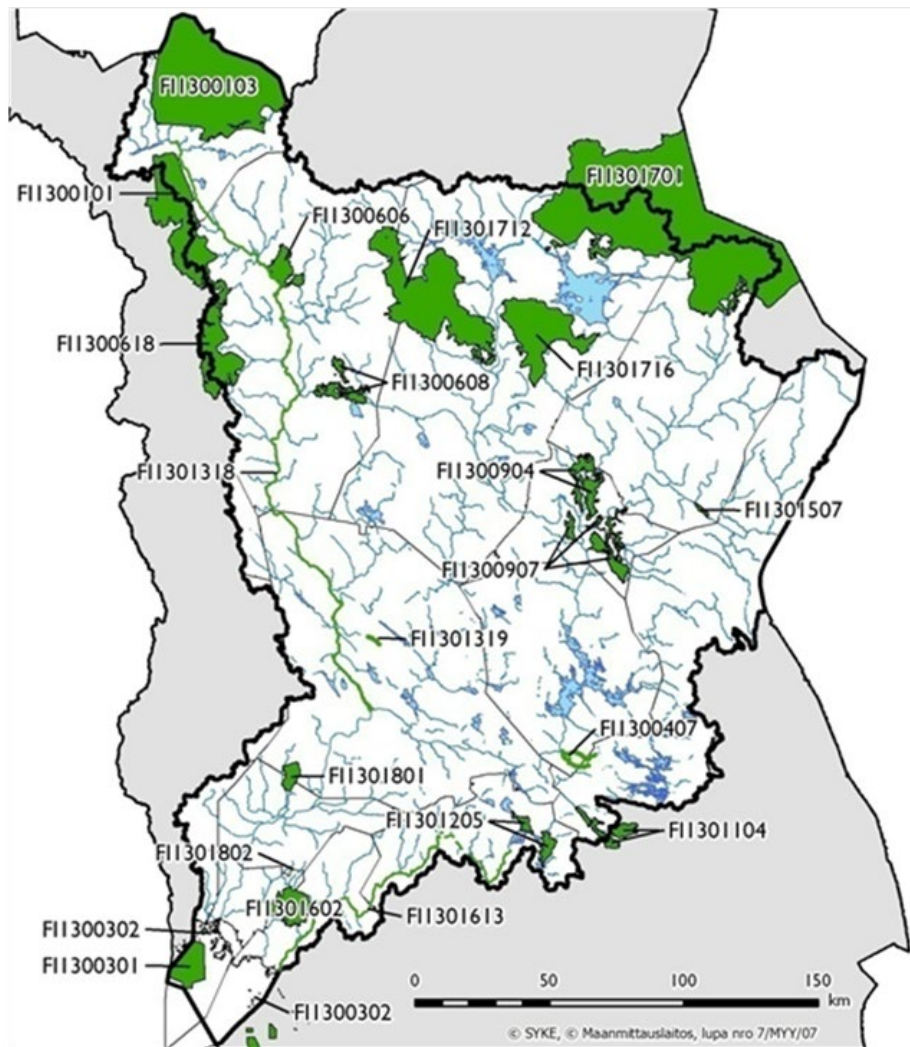 FI1300103
FI1300101
FI1301701
FI1300606
FI1301712
FI1300618
FI1300608
FI1301716
FI1301318
FI1300904
FI1301507
FI1300907
FI1301319
FI1300407
FI1301801
FI1301205
FI1301104
FI1301802
FI1301602
FI1301613
FI1300302
FI1300301
FI1300302
0 50 100 150
km
© SYKE, © Maanmittauslaitos, lupa nro 7/MYY/07